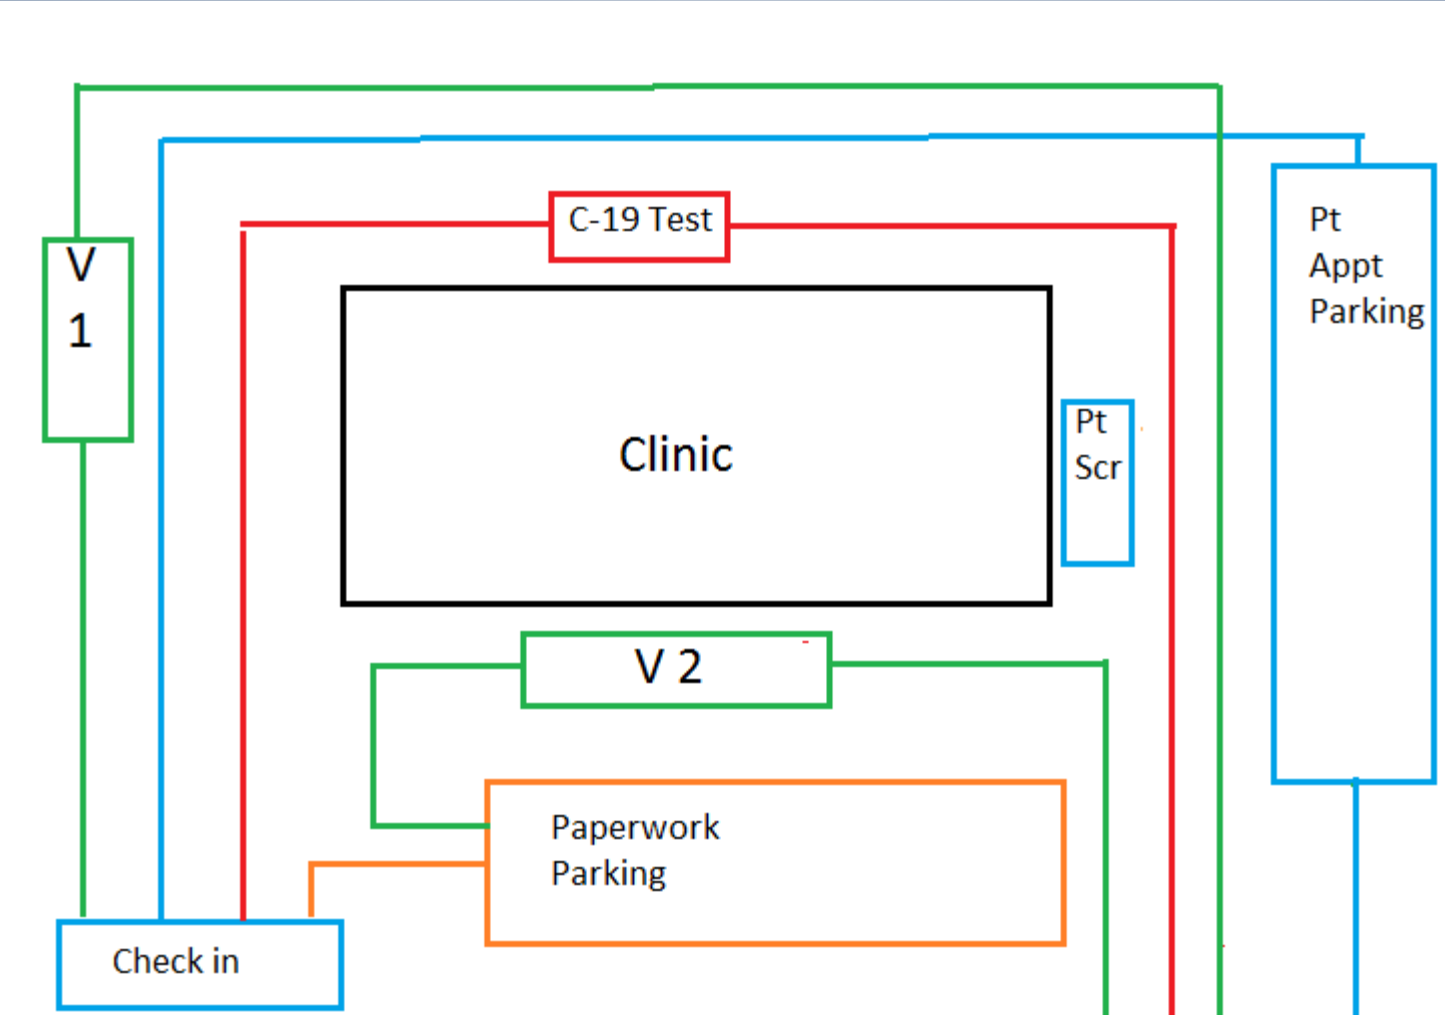 C-19 Test
V
1
Pt
Appt
Parking
Clinic
Pt
Scr
V 2
Paperwork
Parking
Check in